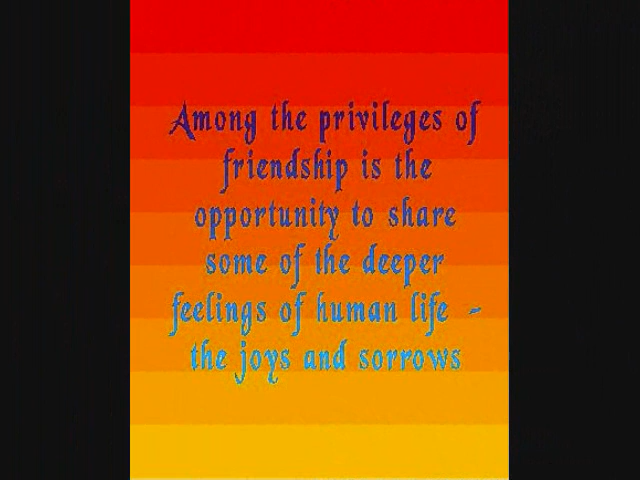 Among the privileges of
friendship is the
opportunity to share
some of the deeper
feelings of human life -
the joys and sorrows